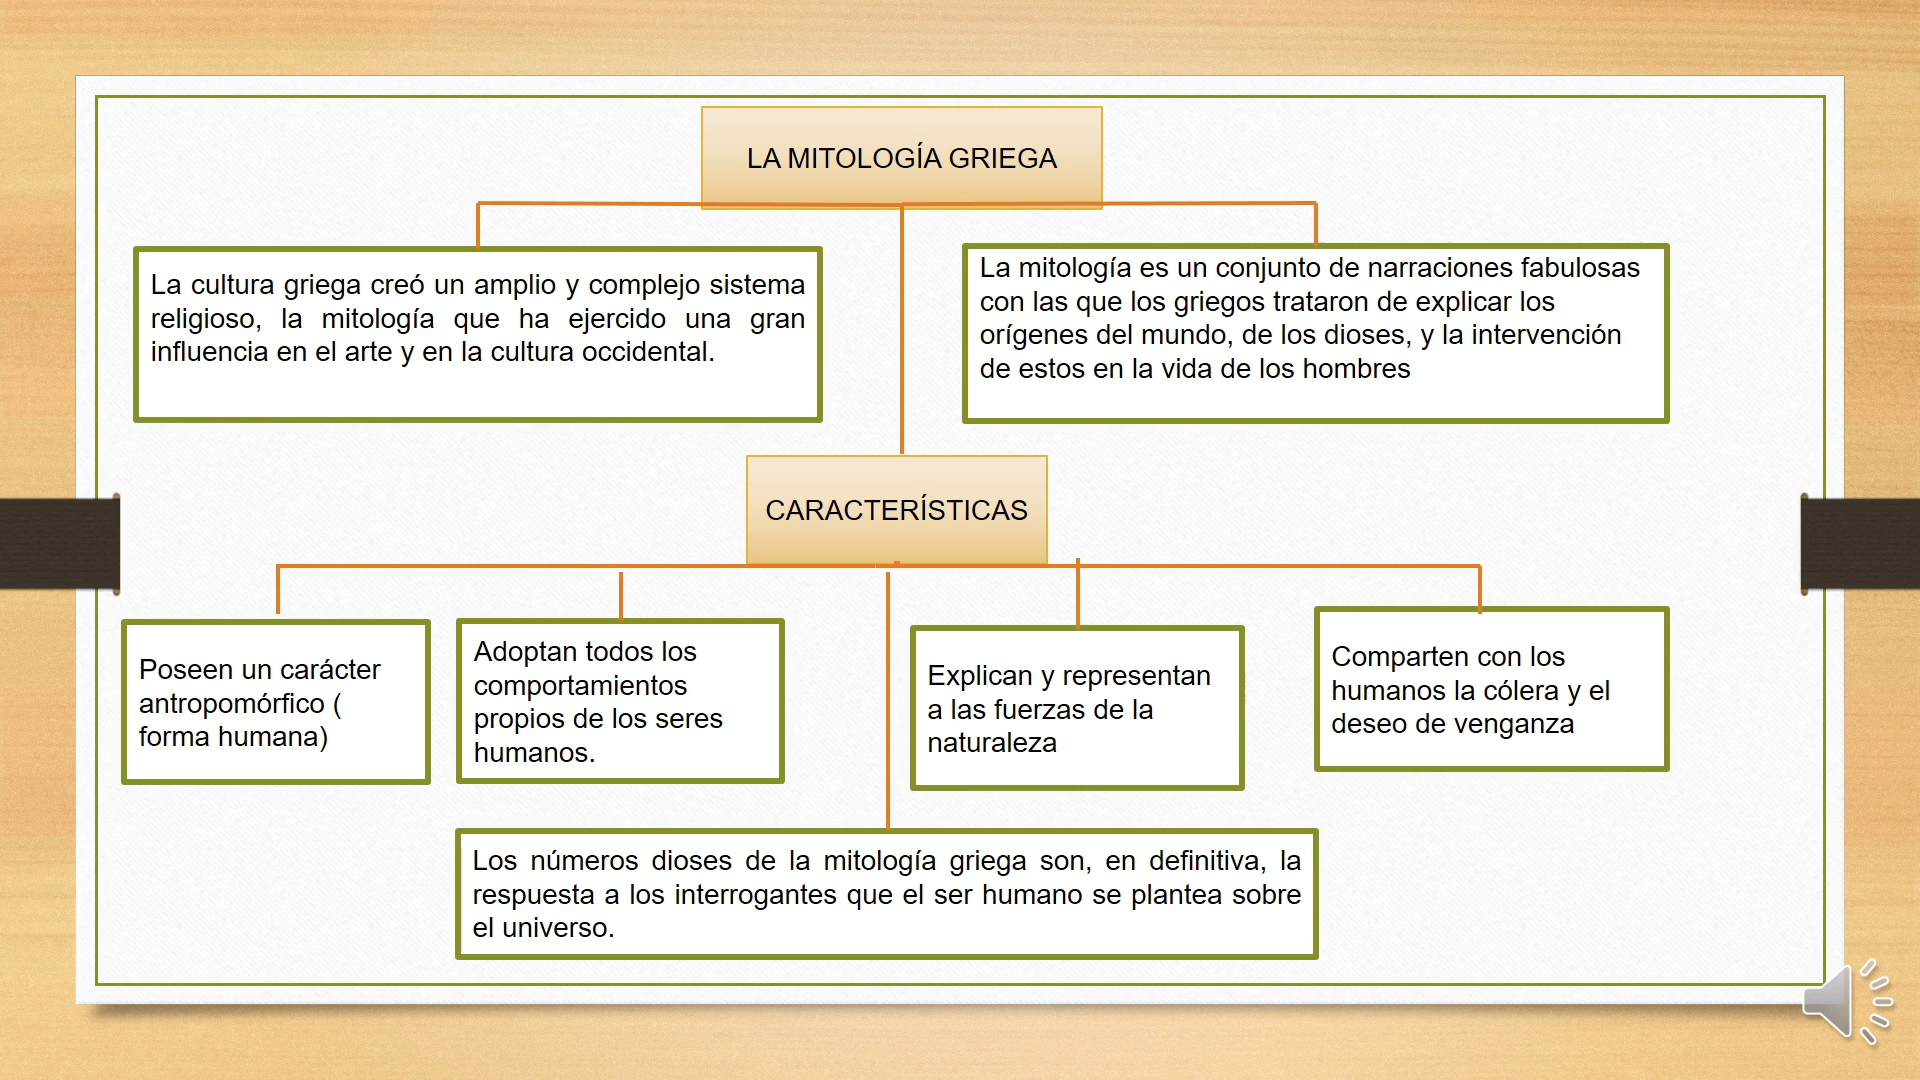 LA MITOLOGÍA GRIEGA
La cultura griega creó un amplio y complejo sistema
religioso, la mitología que ha ejercido una gran
influencia en el arte y en la cultura occidental.
La mitología es un conjunto de narraciones fabulosas
con las que los griegos trataron de explicar los
orígenes del mundo, de los dioses, y la intervención
de estos en la vida de los hombres
CARACTERÍSTICAS
Poseen un carácter
antropomórfico (
forma humana)
Adoptan todos los
comportamientos
propios de los seres
humanos.
Explican y representan
a las fuerzas de la
naturaleza
Comparten con los
humanos la cólera y el
deseo de venganza
Los números dioses de la mitología griega son, en definitiva, la
respuesta a los interrogantes que el ser humano se plantea sobre
el universo.